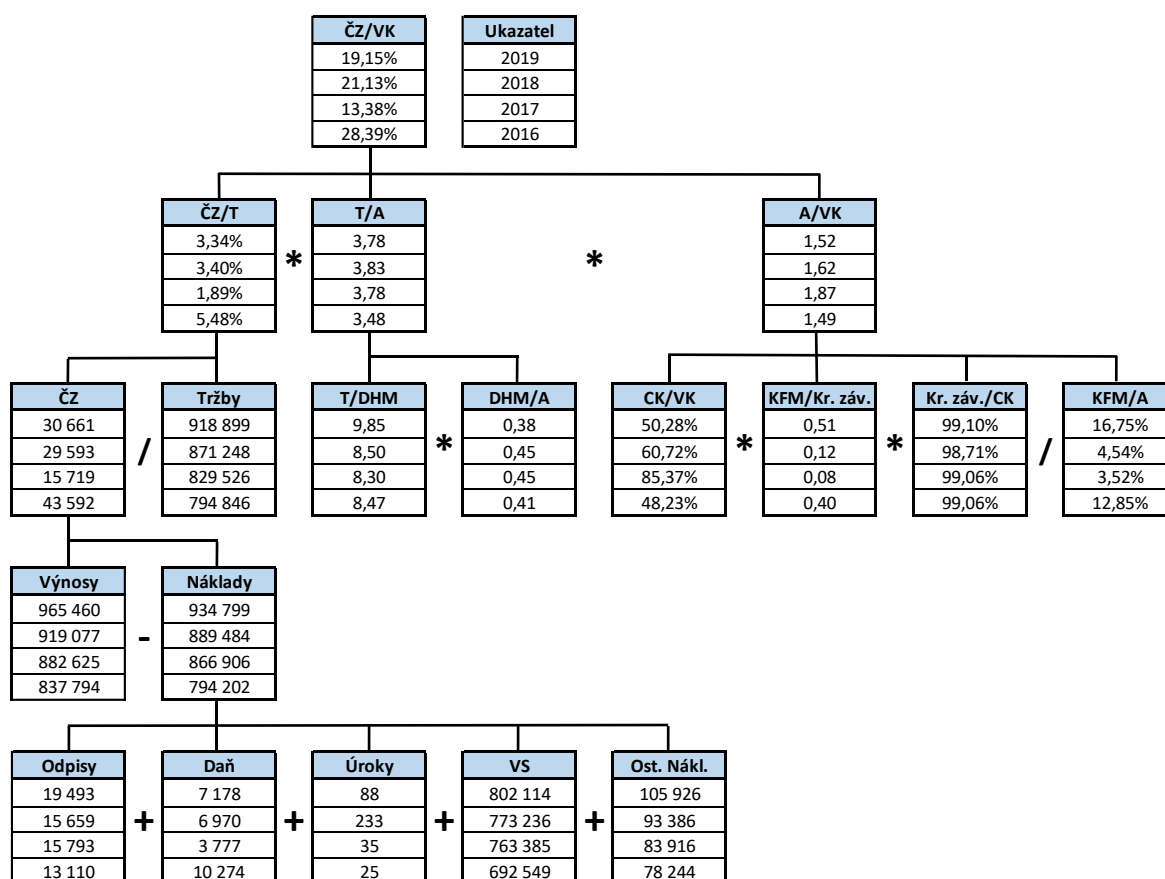 ČZ/VK Ukazatel
19,15% 2019
21,13% 2018
13,38% 2017
28,39% 2016
ČZ/T T/A A/VK
3,34% 3,78 1,52
3,40% * 3,83 * 1,62
1,89% 3,78 1,87
5,48% 3,48 1,49
ČZ Tržby T/DHM DHM/A CK/VK KFM/Kr. záv. Kr. záv./CK KFM/A
30 661 918 899 9,85 0,38 50,28% 0,51 99,10% 16,75%
29 593 / 871 248 8,50 * 0,45 60,72% * 0,12 * 98,71% / 4,54%
15 719 829 526 8,30 0,45 85,37% 0,08 99,06% 3,52%
43 592 794 846 8,47 0,41 48,23% 0,40 99,06% 12,85%
Výnosy Náklady
965 460 934 799
919 077 - 889 484
882 625 866 906
837 794 794 202
Odpisy Daň Úroky VS Ost. Nákl.
19 493 7 178 88 802 114 105 926
15 659 + 6 970 + 233 + 773 236 + 93 386
15 793 3 777 35 763 385 83 916
13 110 10 274 25 692 549 78 244